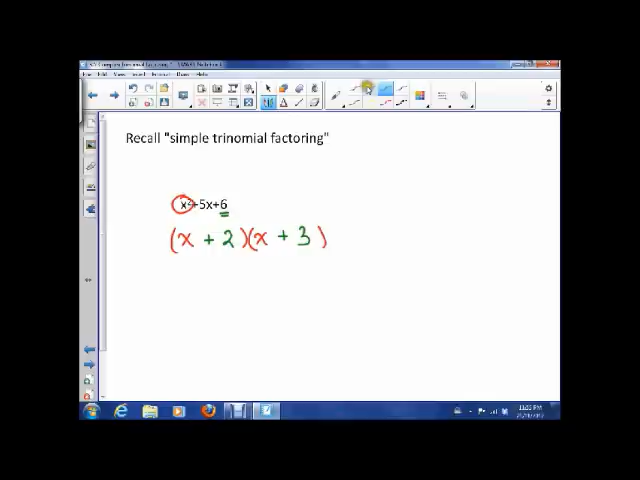 Recall "simple trinomial factoring"
x²+5x+6
(x + 2)(x + 3)